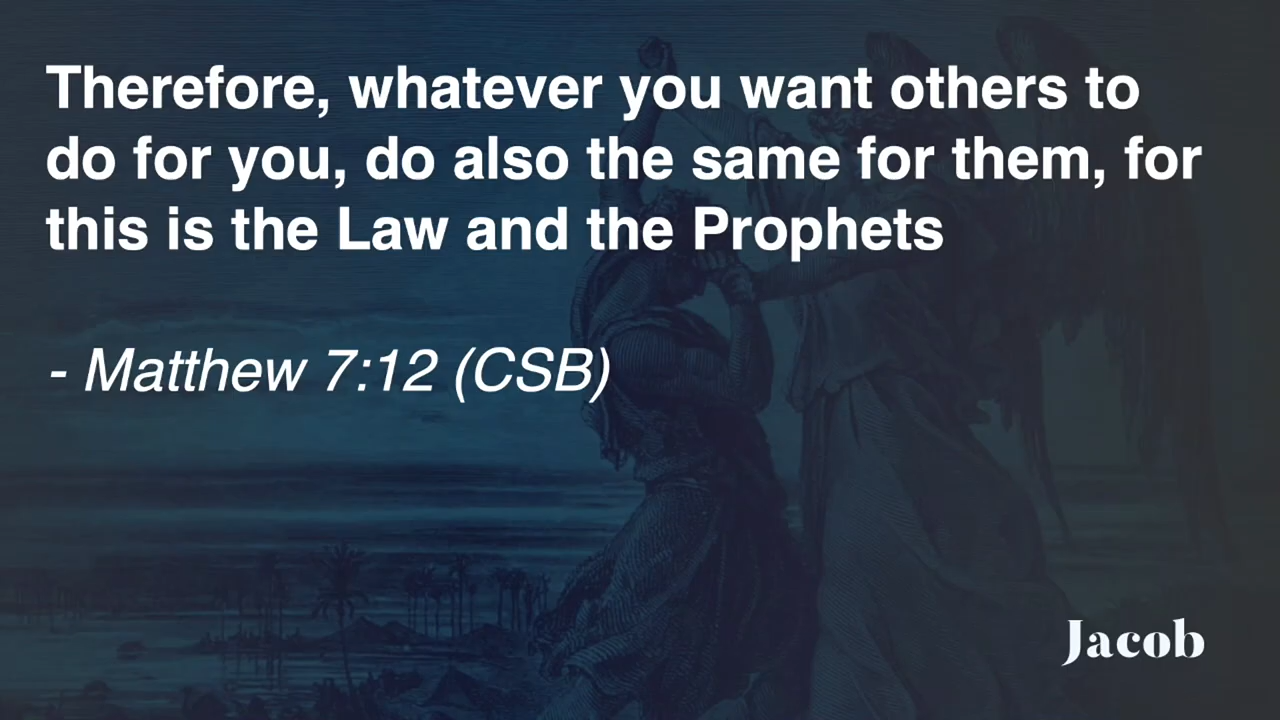 Therefore, whatever you want others to
do for you, do also the same for them, for
this is the Law and the Prophets
- Matthew 7:12 (CSB)
Jacob